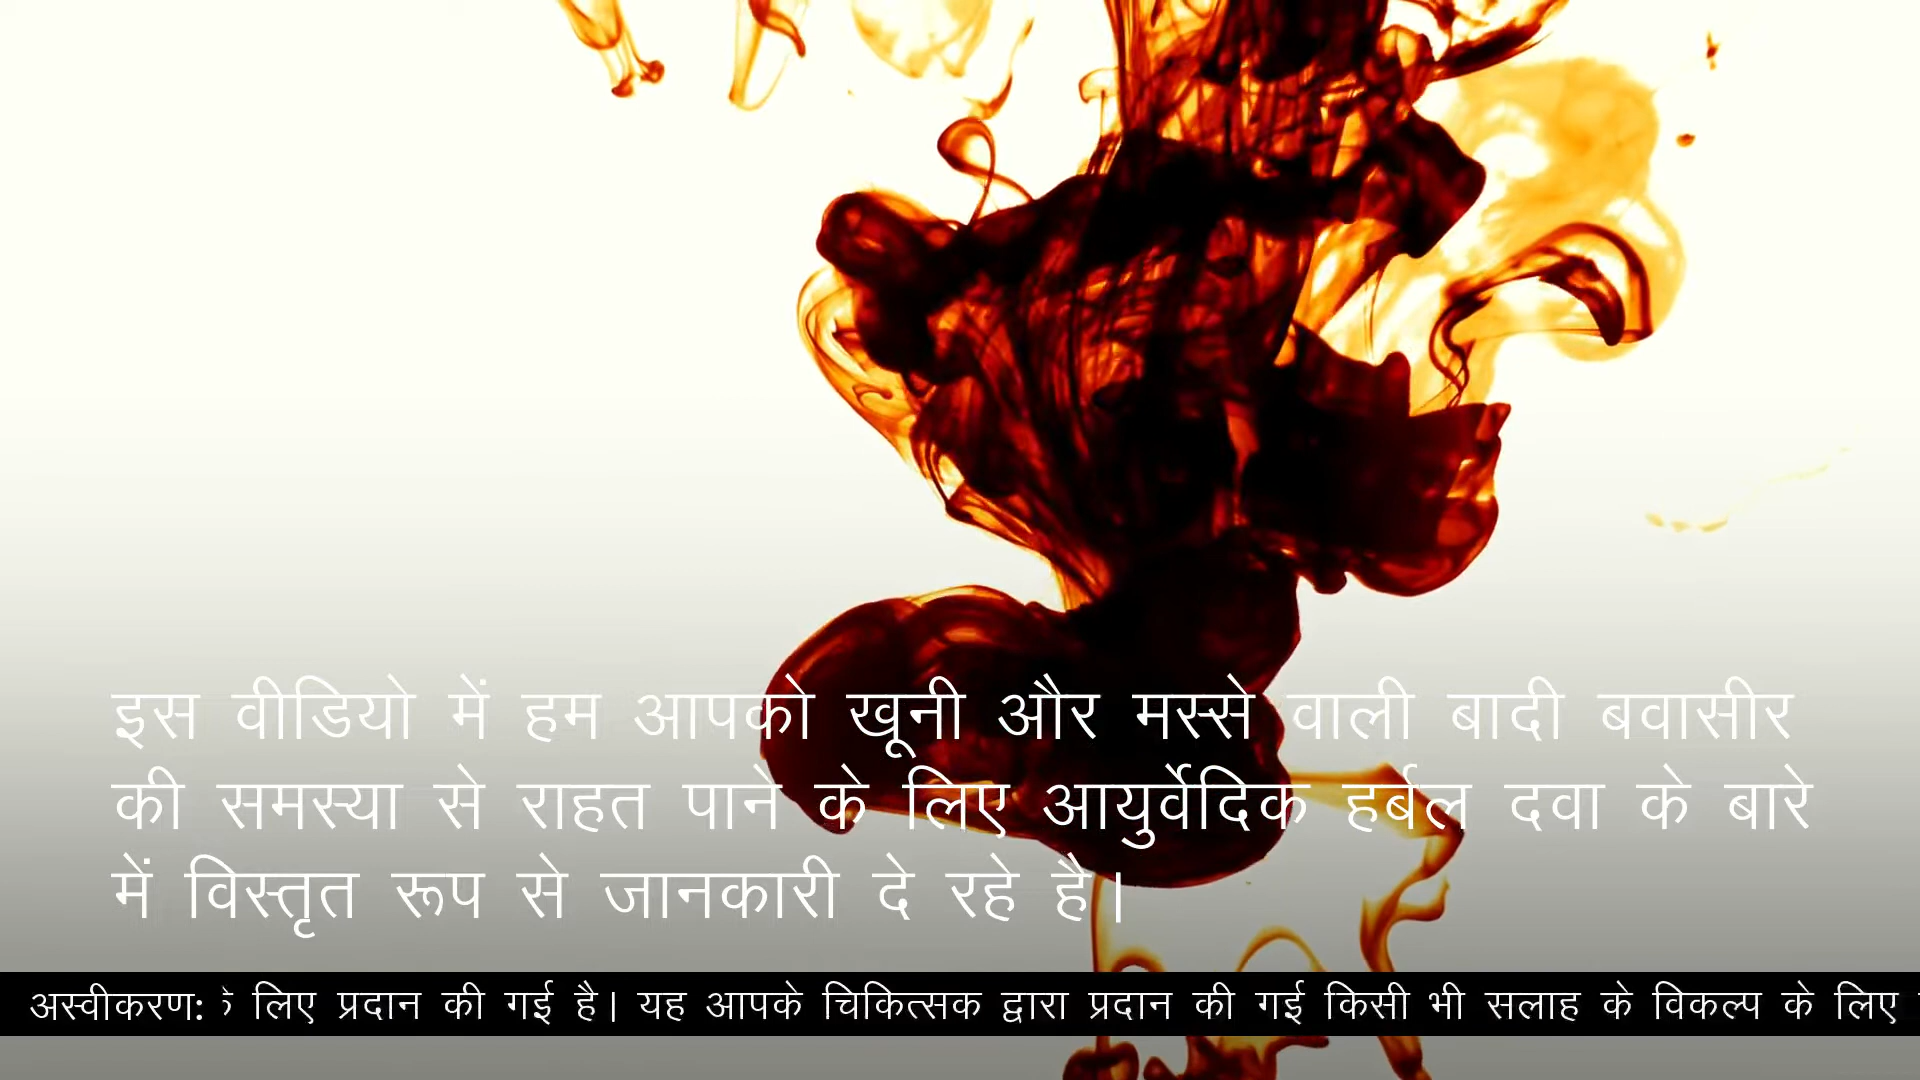 इस वीडियो में हम आपको खूनी और मस्से वाली बादी बवासीर
की समस्या से राहत पाने के लिए आयुर्वेदिक हर्बल दवा के बारे
में विस्तृत रूप से जानकारी दे रहे है।
अस्वीकरण: लिए प्रदान की गई है। यह आपके चिकित्सक द्वारा प्रदान की गई किसी भी सलाह के विकल्प के लिए